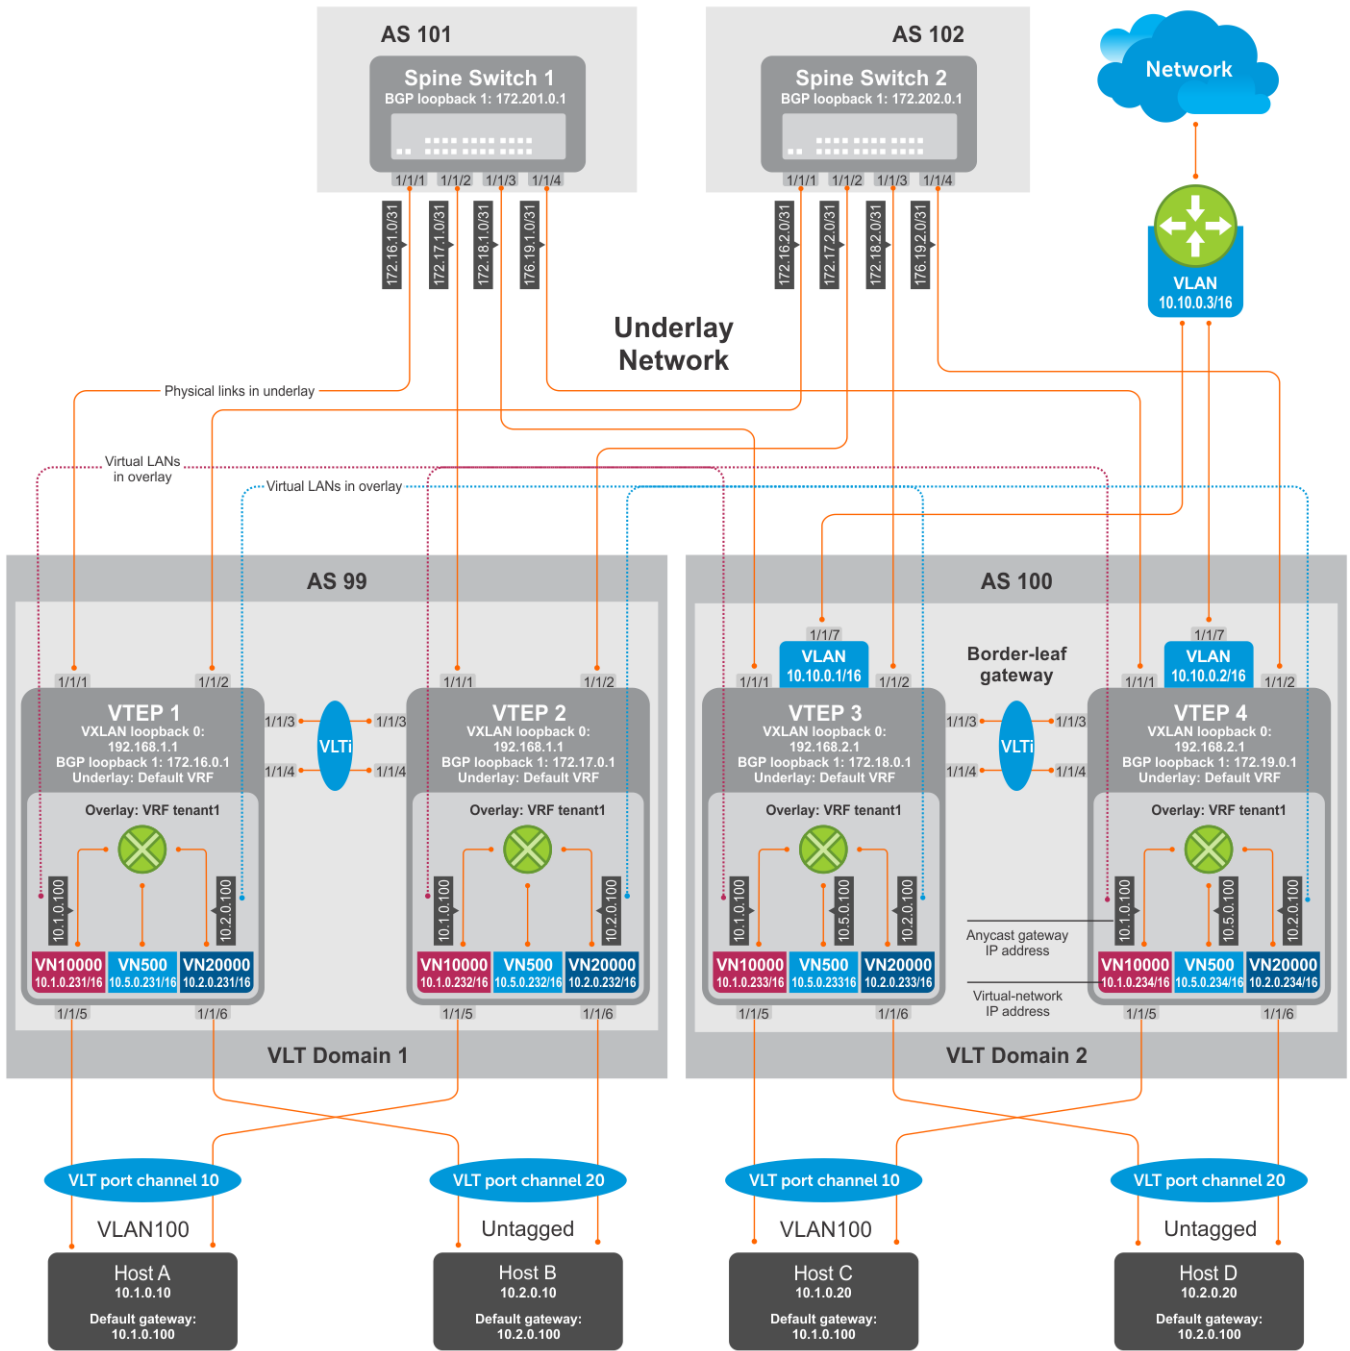 AS 101
Spine Switch 1
BGP loopback 1: 172.201.0.1
1/1/1 1/1/2 1/1/3 1/1/4
172.16.1.0/31
172.17.1.0/31
172.18.1.0/31
176.19.1.0/31
AS 102
Spine Switch 2
BGP loopback 1: 172.202.0.1
1/1/1 1/1/2 1/1/3 1/1/4
172.16.2.0/31
172.17.2.0/31
172.18.2.0/31
176.19.2.0/31
Network
VLAN
10.10.0.3/16
Underlay
Network
Physical links in underlay
Virtual LANs
in overlay
Virtual LANs in overlay
AS 99
1/1/1 1/1/2
VTEP 1
VXLAN loopback 0:
192.168.1.1
BGP loopback 1: 172.16.0.1
Underlay: Default VRF
Overlay: VRF tenant1
10.1.0.100
10.2.0.100
VN10000
10.1.0.231/16
VN500
10.5.0.231/16
VN20000
10.2.0.231/16
1/1/5 1/1/6
1/1/3 1/1/3
VLTi
1/1/4 1/1/4
1/1/1 1/1/2
VTEP 2
VXLAN loopback 0:
192.168.1.1
BGP loopback 1: 172.17.0.1
Underlay: Default VRF
Overlay: VRF tenant1
10.1.0.100
10.2.0.100
VN10000
10.1.0.232/16
VN500
10.5.0.232/16
VN20000
10.2.0.232/16
1/1/5 1/1/6
VLT Domain 1
AS 100
1/1/7
VLAN
10.10.0.1/16
1/1/1 1/1/2
VTEP 3
VXLAN loopback 0:
192.168.2.1
BGP loopback 1: 172.18.0.1
Underlay: Default VRF
Overlay: VRF tenant1
10.1.0.100
10.5.0.100
10.2.0.100
VN10000
10.1.0.233/16
VN500
10.5.0.23316
VN20000
10.2.0.233/16
1/1/5 1/1/6
Border-leaf
gateway
1/1/3 1/1/3
VLTi
1/1/4 1/1/4
Anycast gateway
IP address
Virtual-network
IP address
1/1/7
VLAN
10.10.0.2/16
1/1/1 1/1/2
VTEP 4
VXLAN loopback 0:
192.168.2.1
BGP loopback 1: 172.19.0.1
Underlay: Default VRF
Overlay: VRF tenant1
10.1.0.100
10.5.0.100
10.2.0.100
VN10000
10.1.0.234/16
VN500
10.5.0.234/16
VN20000
10.2.0.234/16
1/1/5 1/1/6
VLT Domain 2
VLT port channel 10
VLAN100
Host A
10.1.0.10
Default gateway:
10.1.0.100
VLT port channel 20
Untagged
Host B
10.2.0.10
Default gateway:
10.2.0.100
VLT port channel 10
VLAN100
Host C
10.1.0.20
Default gateway:
10.1.0.100
VLT port channel 20
Untagged
Host D
10.2.0.20
Default gateway:
10.2.0.100